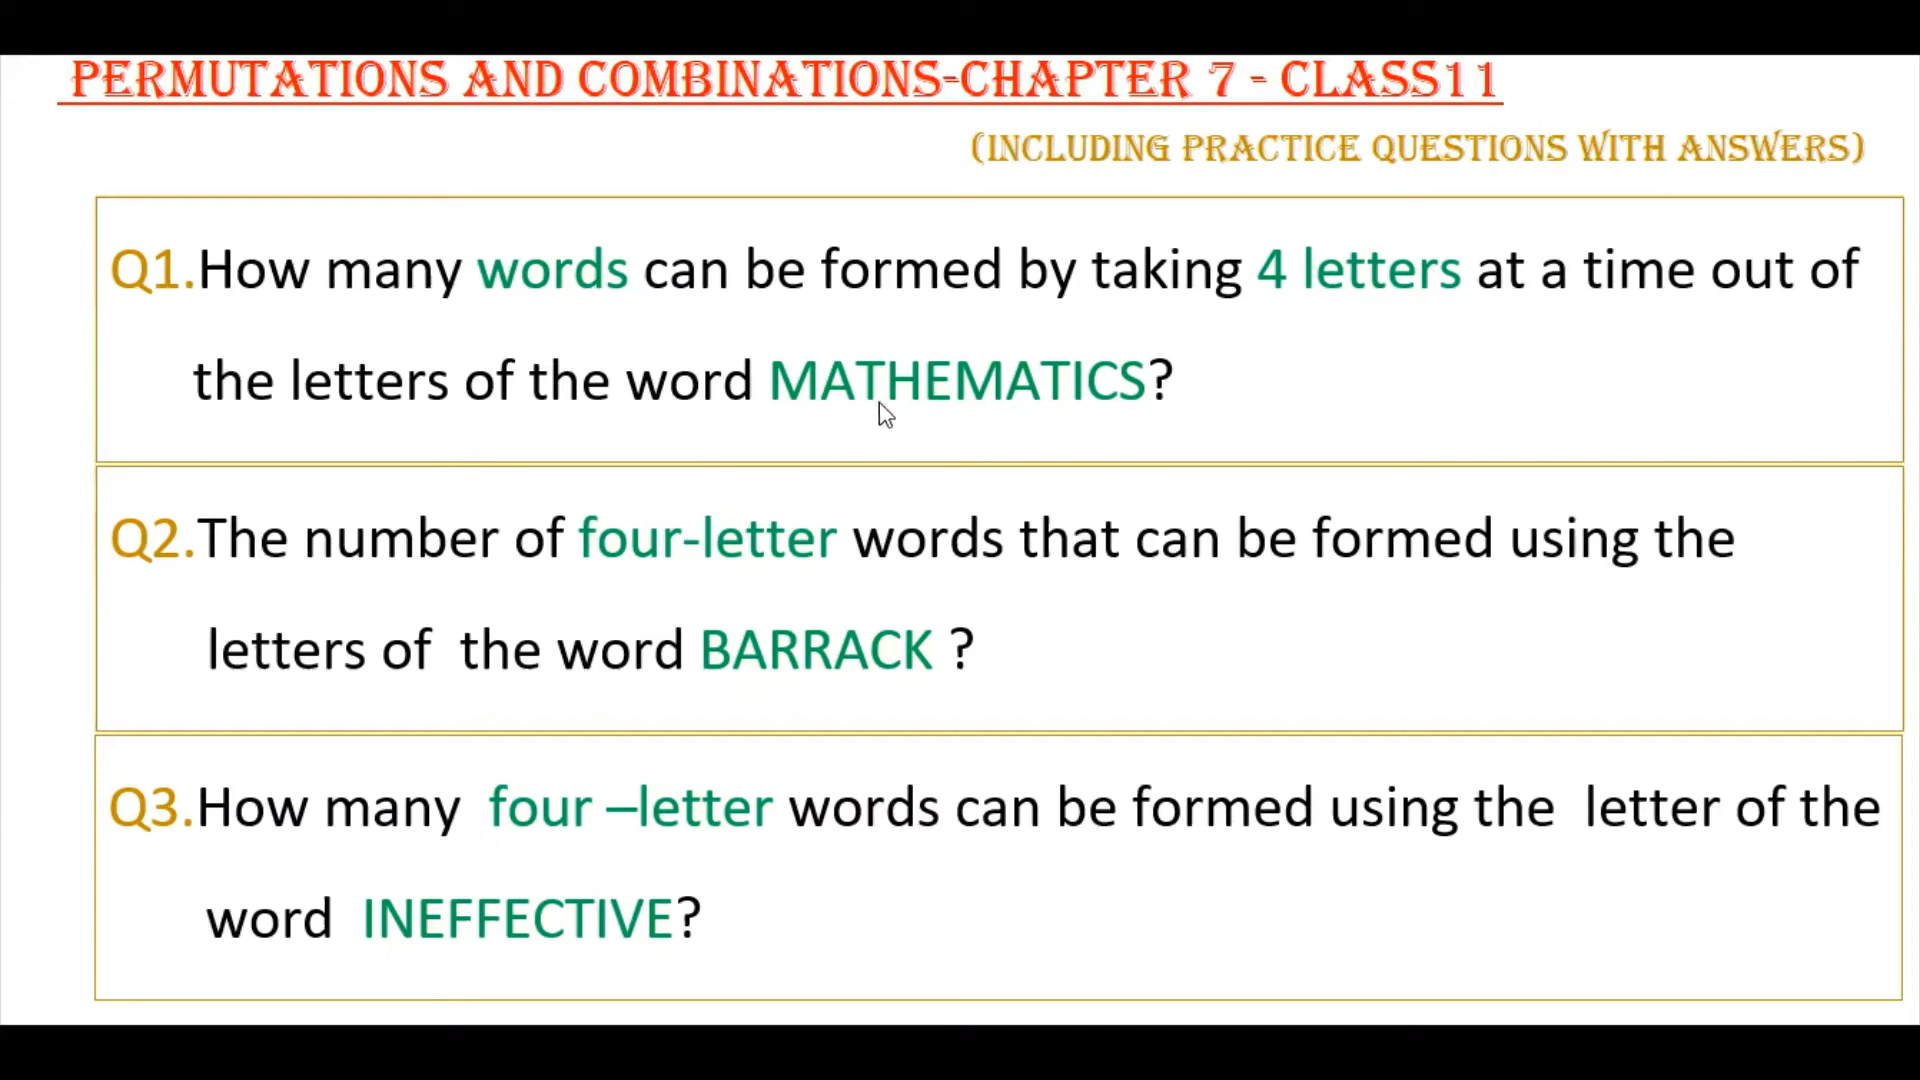 PERMUTATIONS AND COMBINATIONS-CHAPTER 7 - CLASS11
(INCLUDING PRACTICE QUESTIONS WITH ANSWERS)
Q1.How many words can be formed by taking 4 letters at a time out of
the letters of the word MATHEMATICS?
Q2.The number of four-letter words that can be formed using the
letters of the word BARRACK ?
Q3.How many four –letter words can be formed using the letter of the
word INEFFECTIVE?